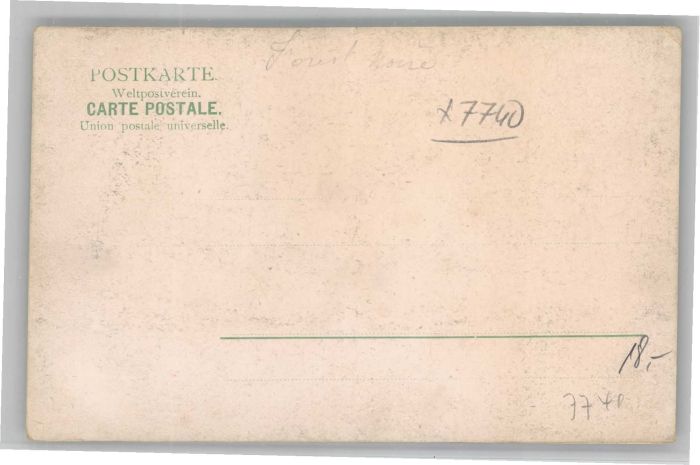 POSTKARTE.
Weltpostverein.
CARTE POSTALE.
Union postale universelle.
x7740
18,-
7740